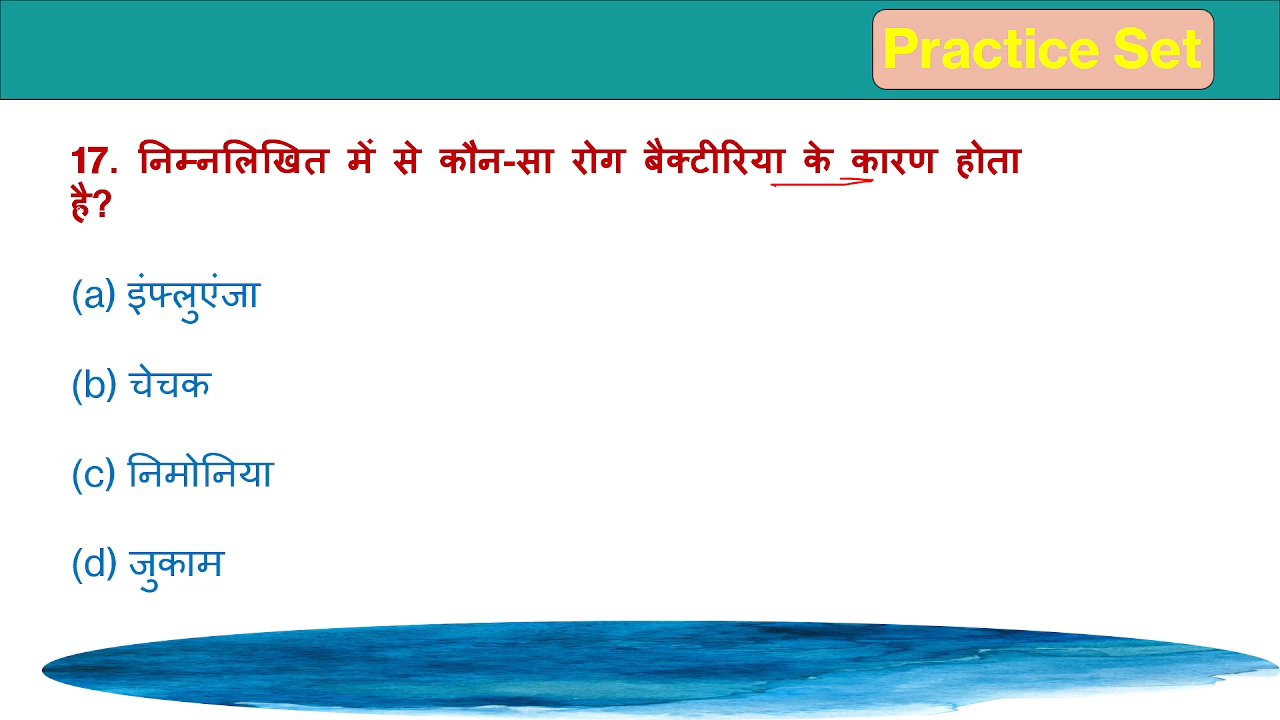 Practice Set
17. निम्नलिखित में से कौन-सा रोग बैक्टीरिया के कारण होता
है?
(a) इंफ्लुएंजा
(b) चेचक
(c) निमोनिया
(d) जुकाम